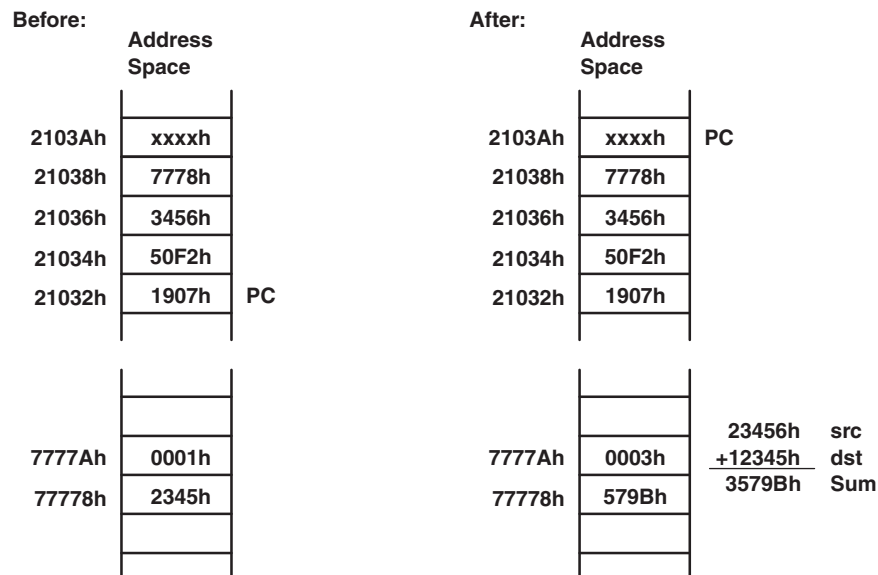 Before:
Address
Space
2103Ah xxxxh
21038h 7778h
21036h 3456h
21034h 50F2h
21032h 1907h PC
7777Ah 0001h
77778h 2345h
After:
Address
Space
2103Ah xxxxh PC
21038h 7778h
21036h 3456h
21034h 50F2h
21032h 1907h
7777Ah 0003h
77778h 579Bh
23456h src
+12345h dst
3579Bh Sum